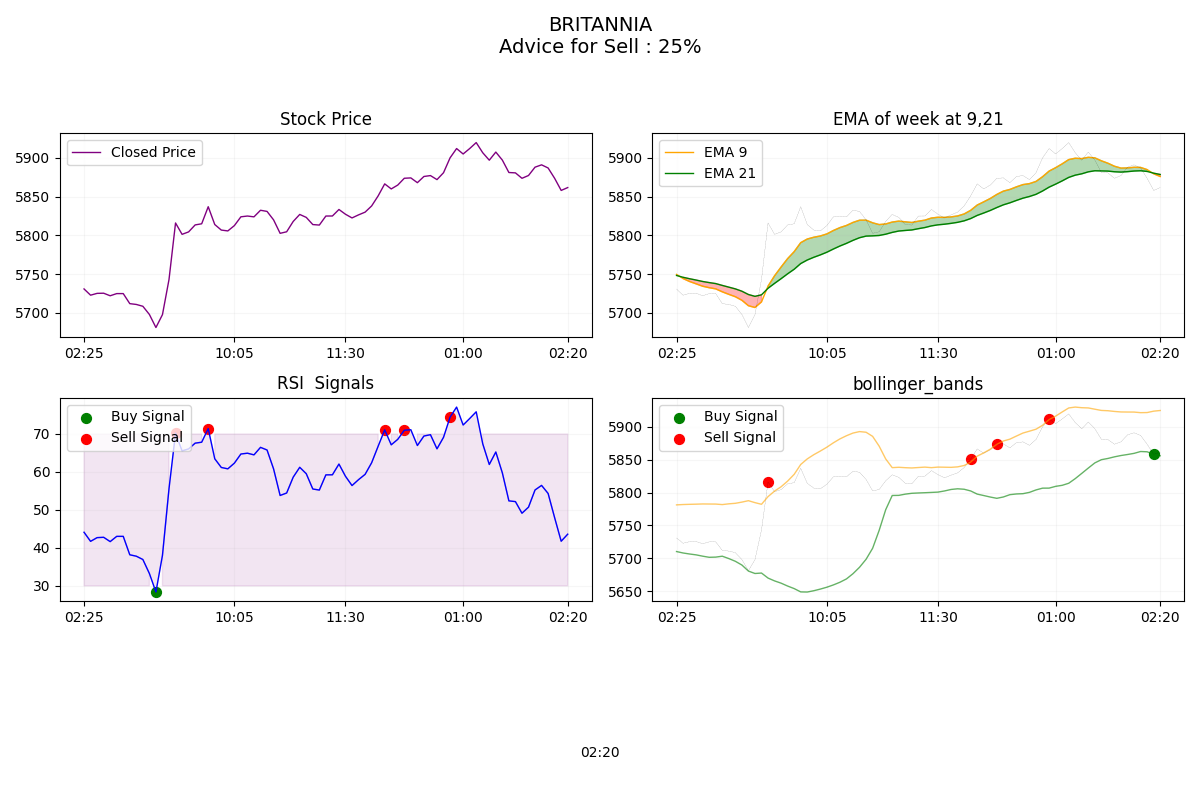 BRITANNIA
Advice for Sell : 25%
Stock Price
Closed Price
5900
5850
5800
5750
5700
02:25 10:05 11:30 01:00 02:20
EMA of week at 9,21
EMA 9
EMA 21
5900
5850
5800
5750
5700
02:25 10:05 11:30 01:00 02:20
RSI  Signals
Buy Signal
Sell Signal
70
60
50
40
30
02:25 10:05 11:30 01:00 02:20
bollinger_bands
Buy Signal
Sell Signal
5900
5850
5800
5750
5700
5650
02:25 10:05 11:30 01:00 02:20
02:20